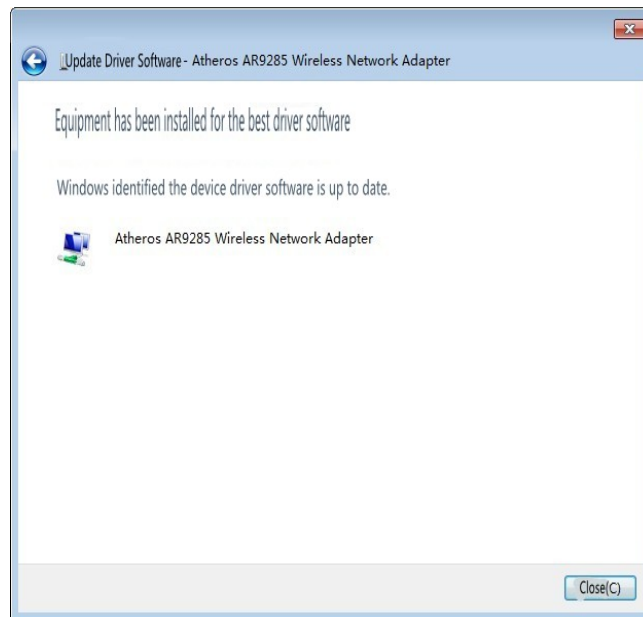 Update Driver Software - Atheros AR9285 Wireless Network Adapter
Equipment has been installed for the best driver software
Windows identified the device driver software is up to date.
Atheros AR9285 Wireless Network Adapter
Close(C)